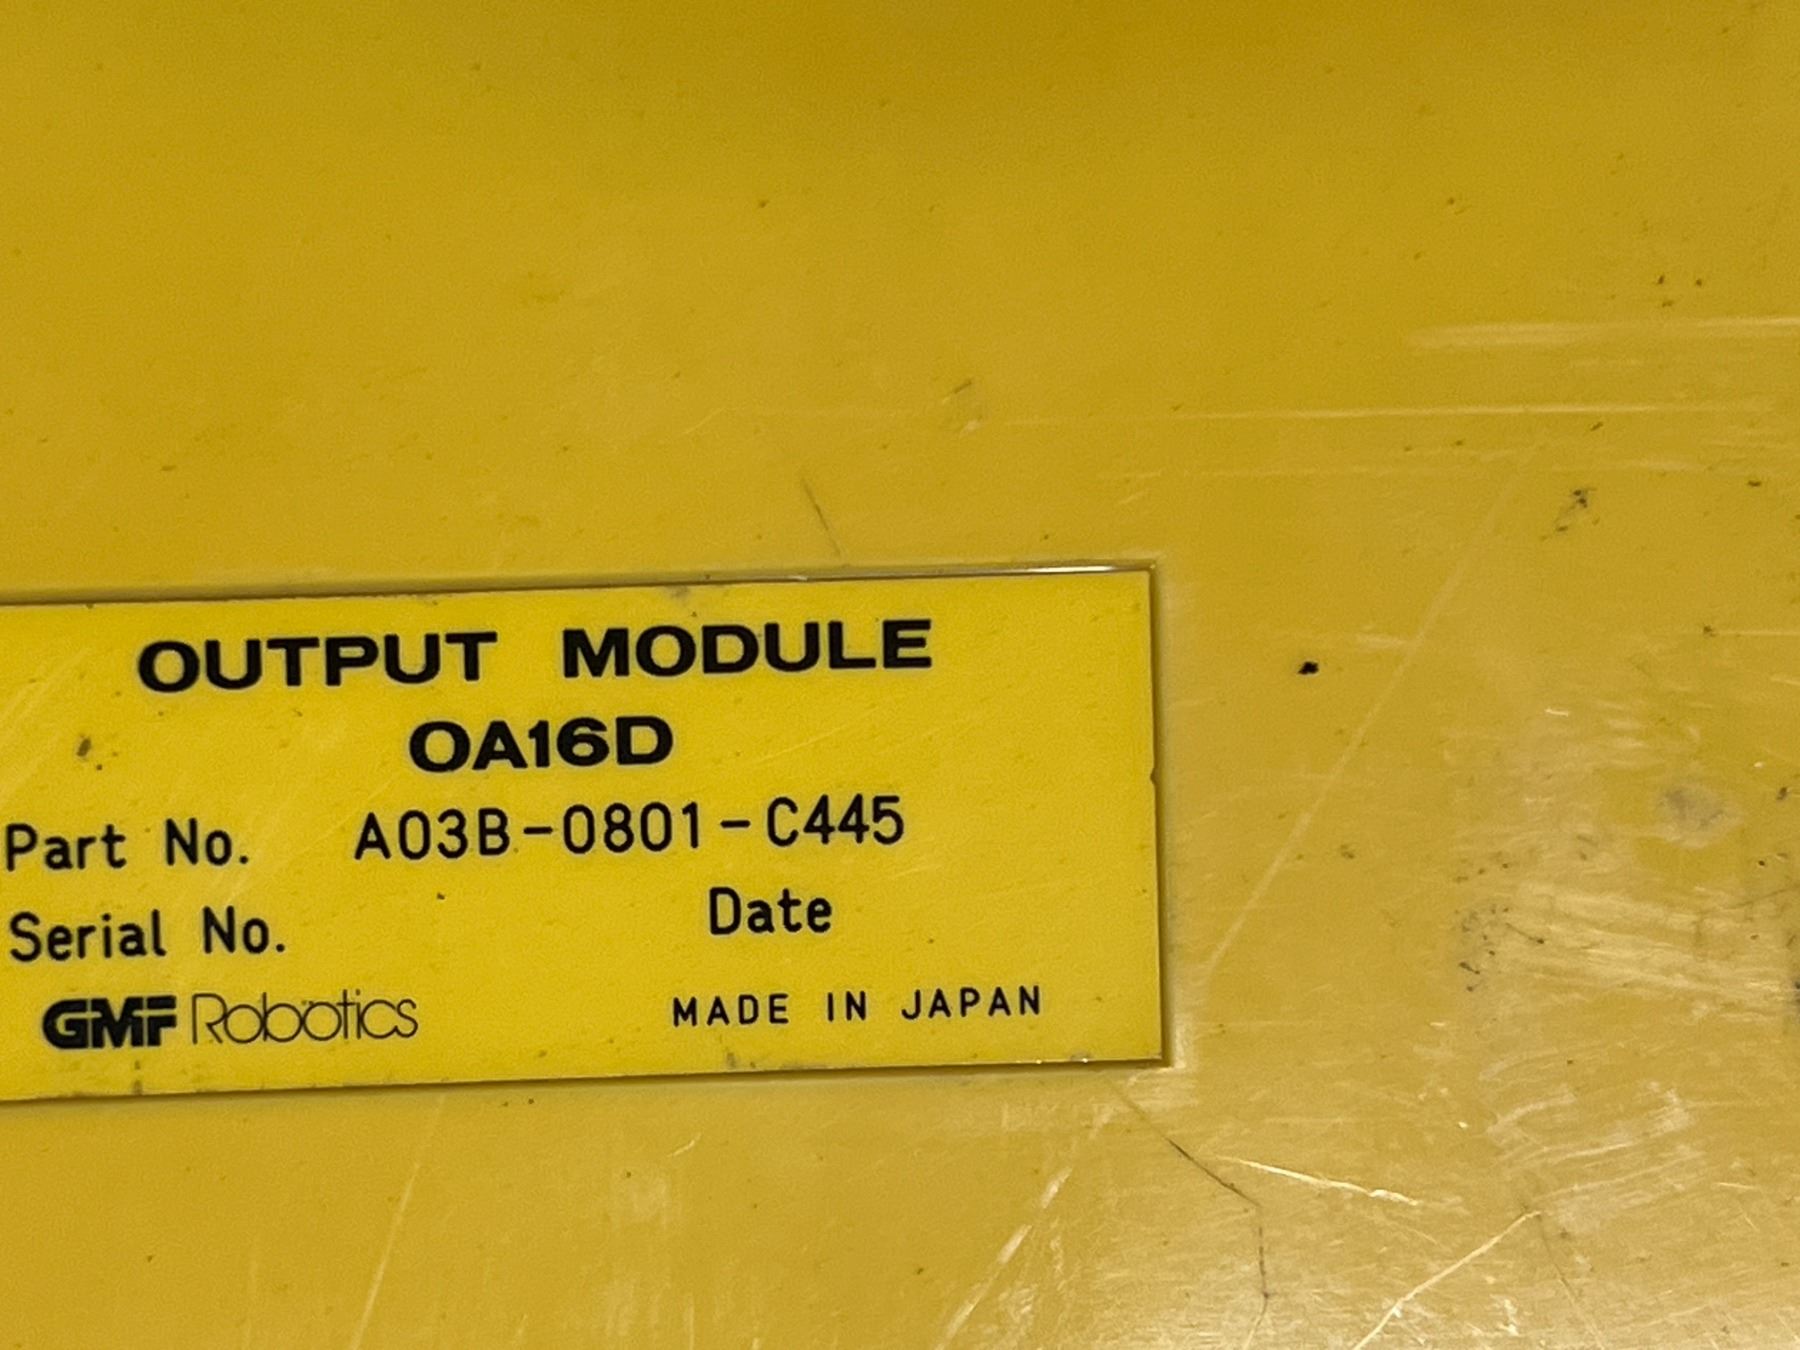 OUTPUT MODULE
OA16D
Part No. A03B-0801-C445
Serial No. Date
GMF Robotics MADE IN JAPAN